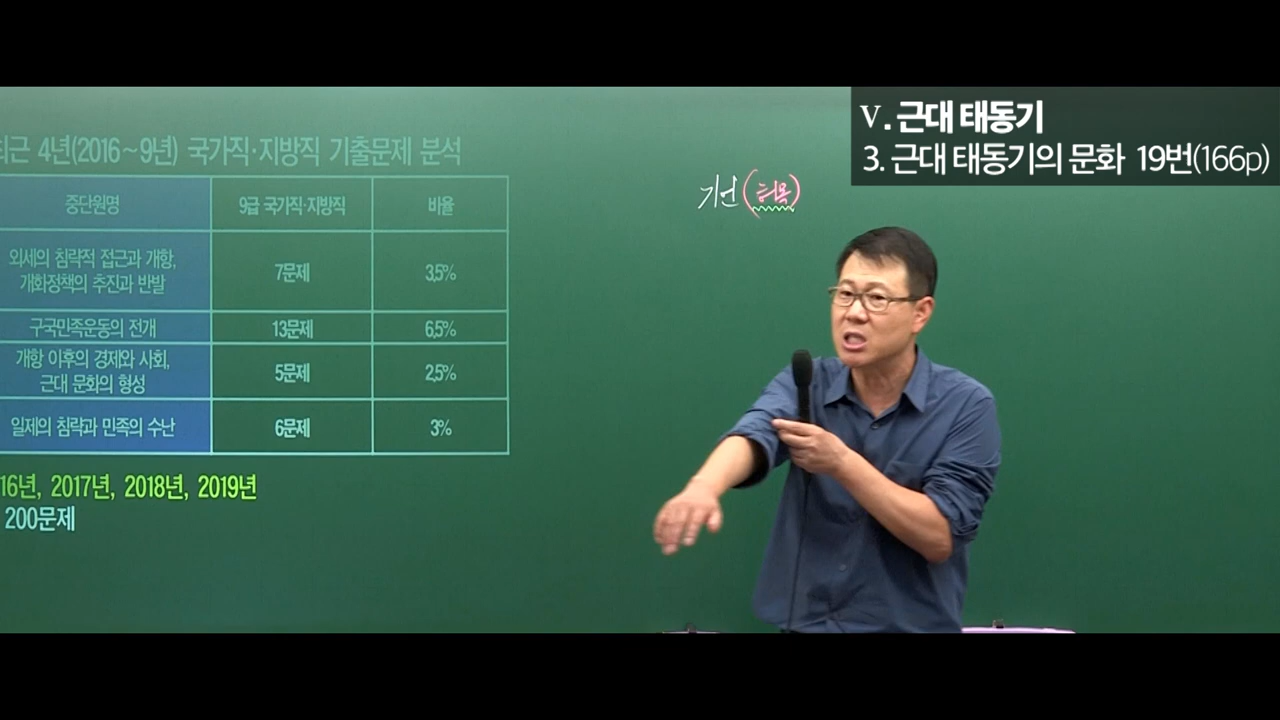 Ⅴ. 근대 태동기
3. 근대 태동기의 문화 19번(166p)
최근 4년(2016~9년) 국가직·지방직 기출문제 분석
중단원명 9급 국가직·지방직 비율
외세의 침략적 접근과 개항,
개화정책의 추진과 반발 7문제 3.5%
구국민족운동의 전개 13문제 6.5%
개항 이후의 경제와 사회,
근대 문화의 형성 5문제 2.5%
일제의 침략과 민족의 수난 6문제 3%
16년, 2017년, 2018년, 2019년
200문제
기언(허목)